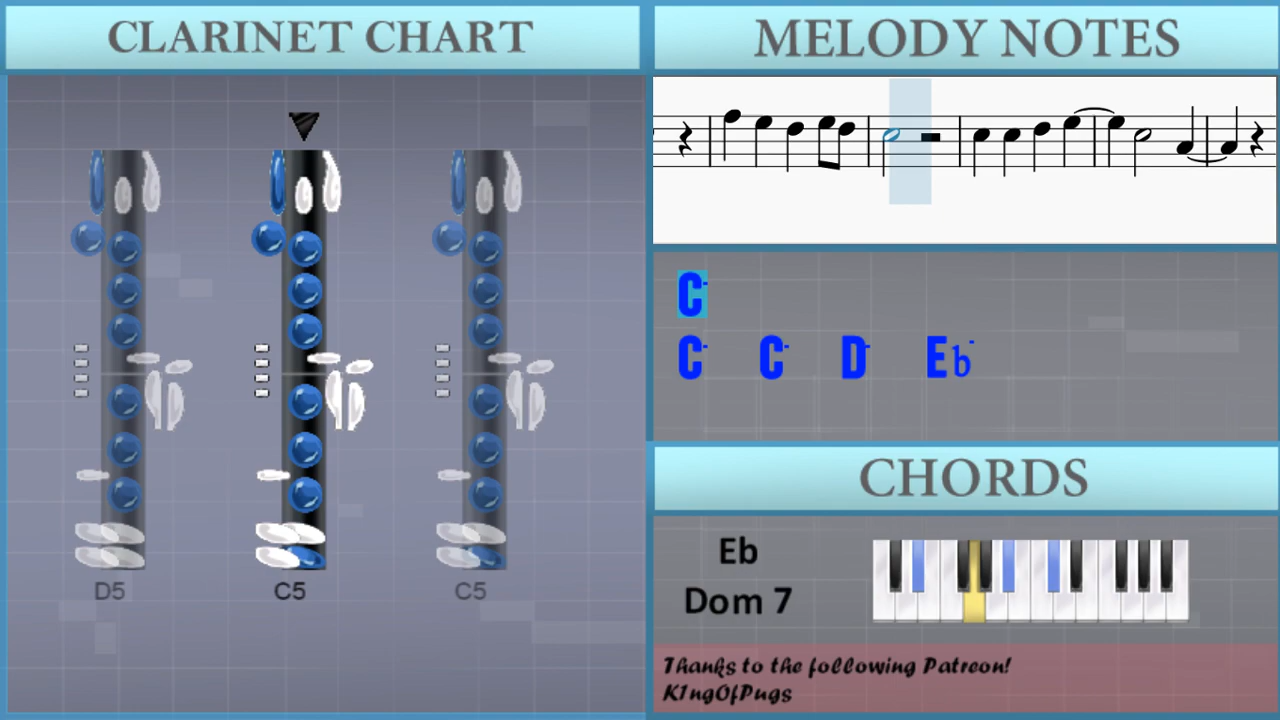 CLARINET CHART
D5 C5 C5
MELODY NOTES
C-
C- C- D- Eb-
CHORDS
Eb
Dom 7
Thanks to the following Patreon!
K1ngOfPugs